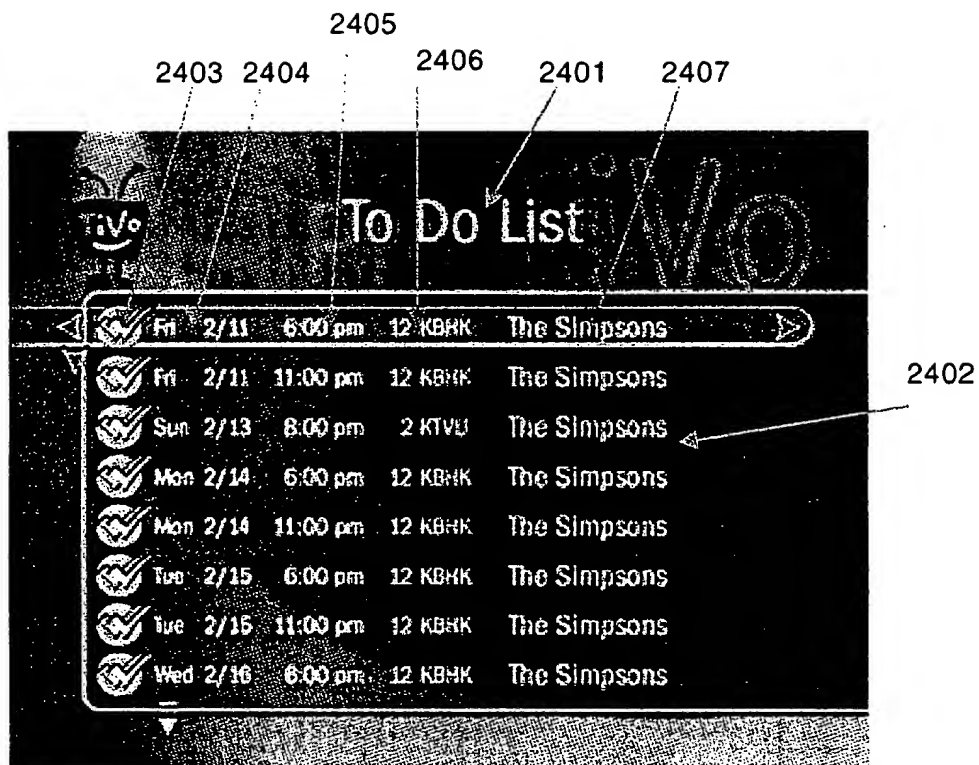 2405
2403 2404 2406 2401 2407
TiVo
To Do List
TiVo
Fri 2/11 6:00 pm 12 KBHK The Simpsons
Fri 2/11 11:00 pm 12 KBHK The Simpsons
2402
Sun 2/13 8:00 pm 2 KTVU The Simpsons
Mon 2/14 6:00 pm 12 KBHK The Simpsons
Mon 2/14 11:00 pm 12 KBHK The Simpsons
Tue 2/15 6:00 pm 12 KBHK The Simpsons
Tue 2/15 11:00 pm 12 KBHK The Simpsons
Wed 2/16 6:00 pm 12 KBHK The Simpsons